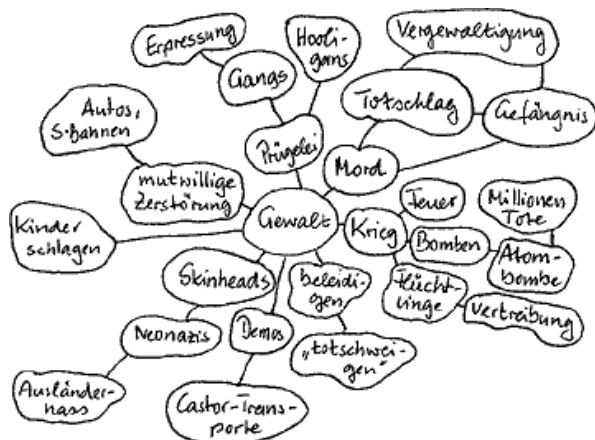 Erpressung
Hooli-
gans
Vergewaltigung
Gangs
Totschlag
Gefängnis
Autos,
S-Bahnen
Prügelei
Mord
mutwillige
Zerstörung
Gewalt
Krieg
Feuer
Millionen
Tote
Bomben
Kinder
schlagen
Atom-
bombe
Skinheads
beleidi-
gen
Flücht-
linge
Vertreibung
Neonazis
Demos
"totschwei-
gen"
Ausländer-
hass
Castor-Trans-
porte